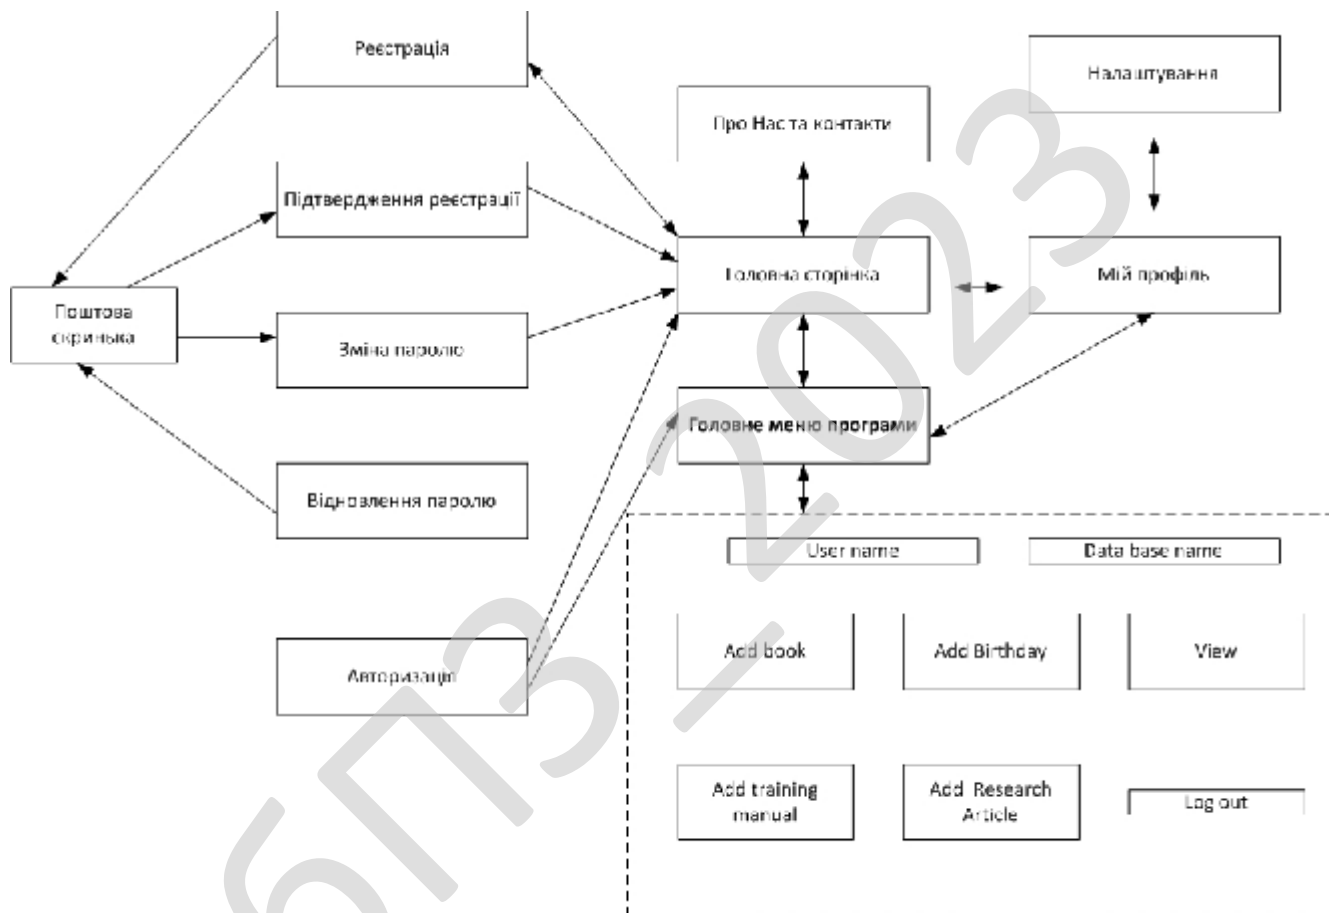 Реєстрація
Налаштування
Про Нас та контакти
Підтвердження реєстрації
Головна сторінка
Мій профіль
Поштова
скринька
Зміна паролю
Головне меню програми
Відновлення паролю
User name
Data base name
Авторизація
Add book
Add Birthday
View
Add training
manual
Add Research
Article
Log out
бПЗ_2023